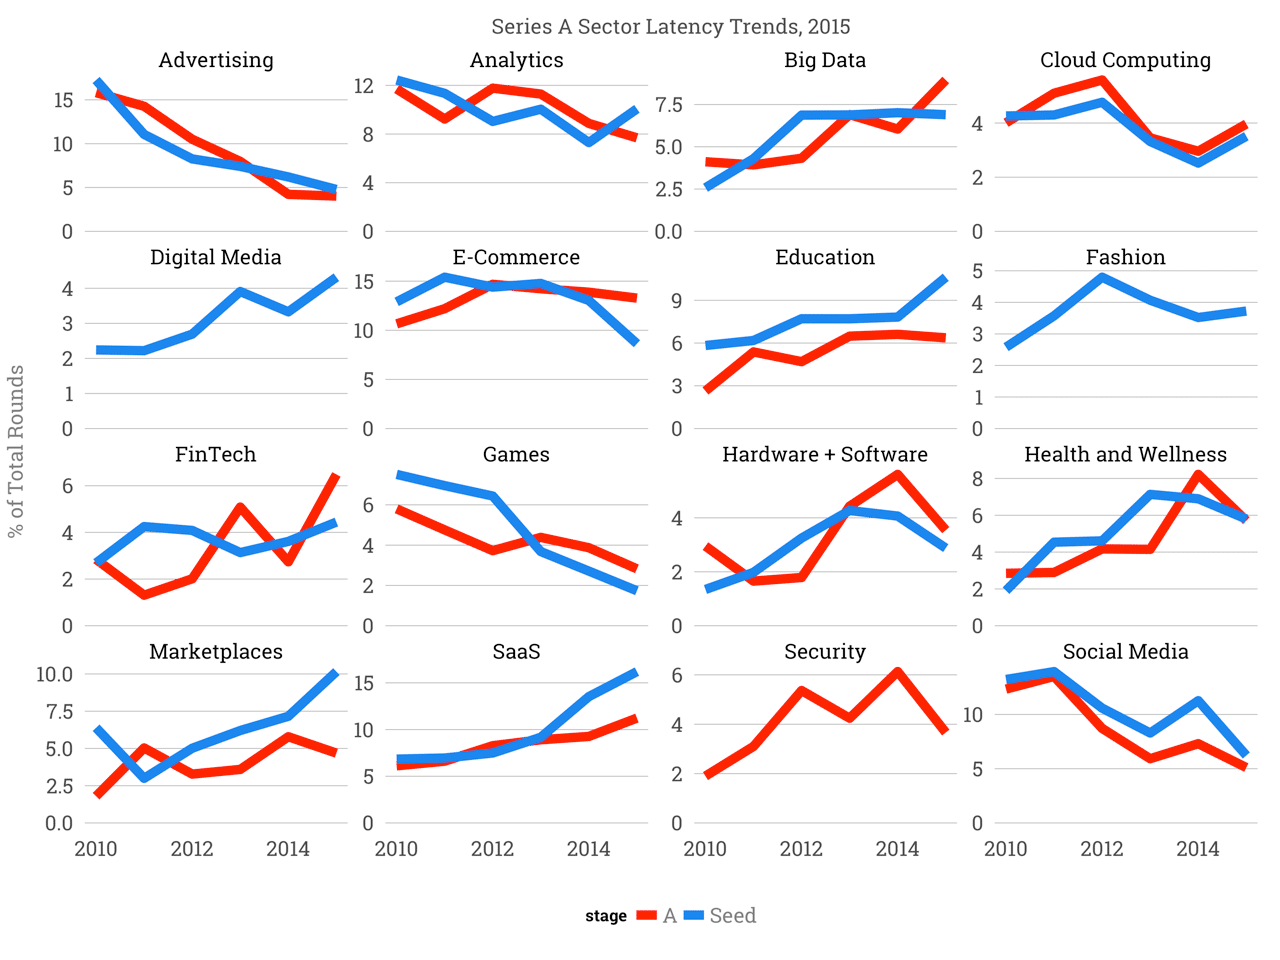 Series A Sector Latency Trends, 2015
Advertising Analytics Big Data Cloud Computing
15 10 5 0
12 8 4 0
7.5 5.0 2.5 0.0
4 2 0
Digital Media E-Commerce Education Fashion
4 3 2 1 0
15 10 5 0
9 6 3 0
5 4 3 2 1 0
% of Total Rounds
FinTech Games Hardware + Software Health and Wellness
6 4 2 0
6 4 2 0
4 2 0
8 6 4 2 0
Marketplaces SaaS Security Social Media
10.0 7.5 5.0 2.5 0.0
15 10 5 0
6 4 2 0
10 5 0
2010 2012 2014 2010 2012 2014 2010 2012 2014 2010 2012 2014
stage A Seed